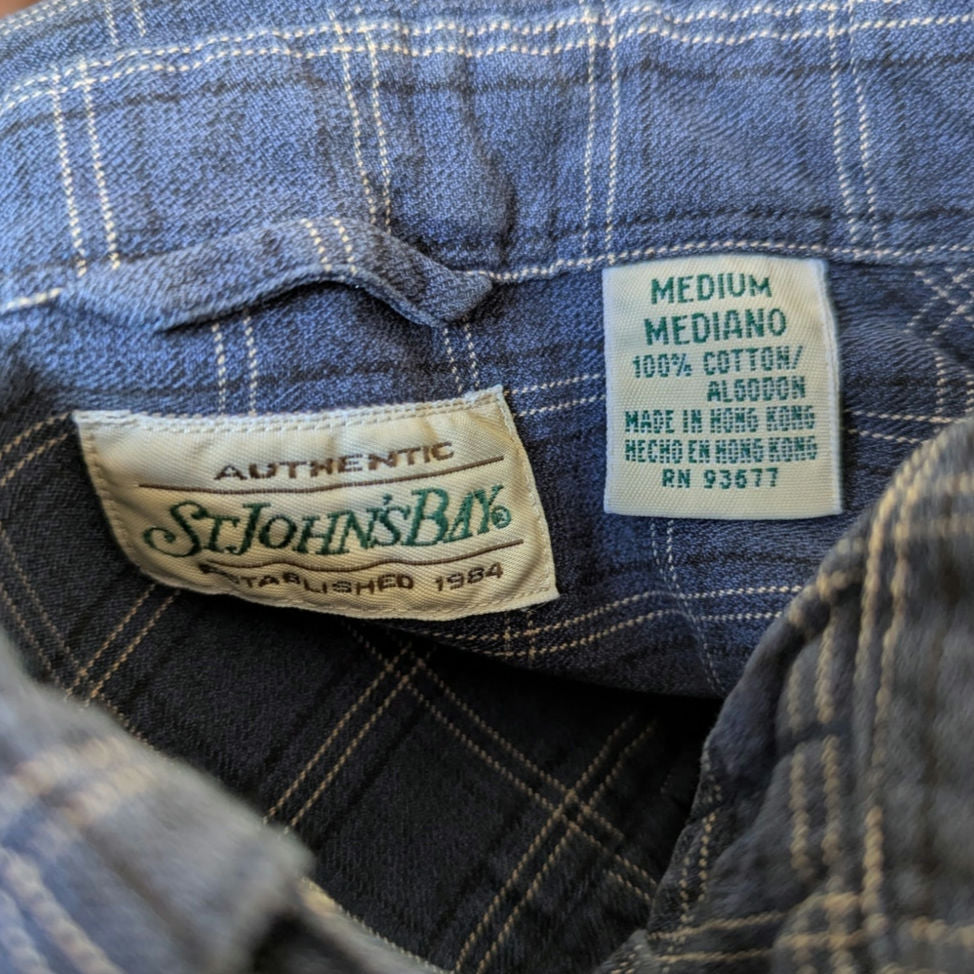 AUTHENTIC
ST. JOHN'S BAY®
ESTABLISHED 1984
MEDIUM
MEDIANO
100% COTTON/
ALGODON
MADE IN HONG KONG
HECHO EN HONG KONG
RN 93677